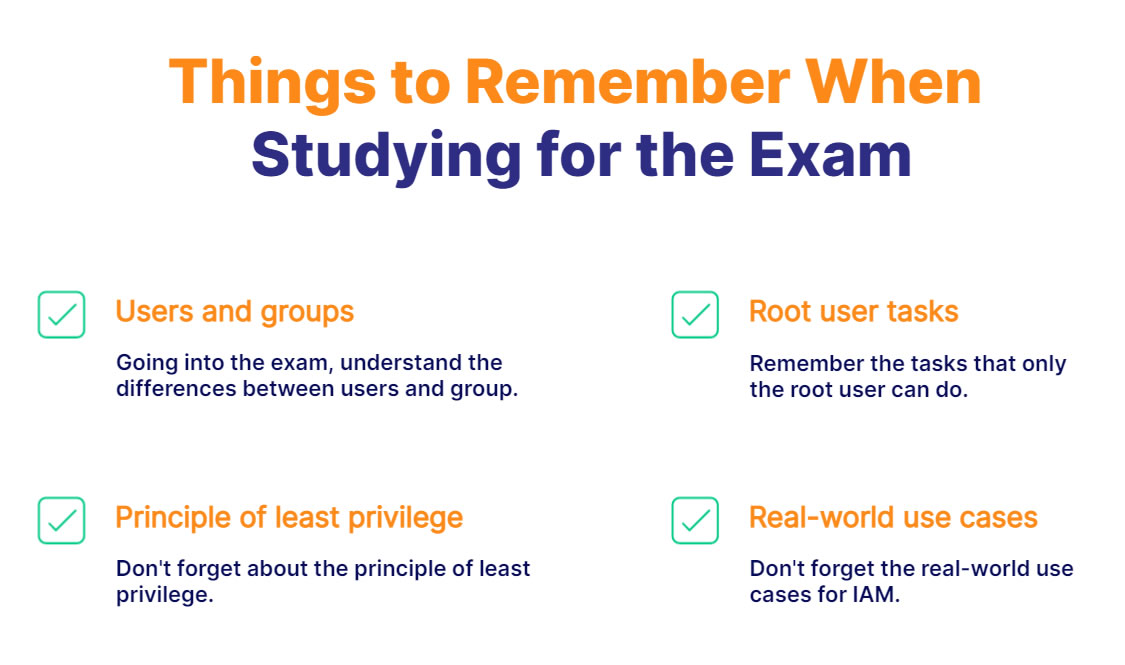 Things to Remember When
Studying for the Exam
Users and groups
Going into the exam, understand the
differences between users and group.
Root user tasks
Remember the tasks that only
the root user can do.
Principle of least privilege
Don't forget about the principle of least
privilege.
Real-world use cases
Don't forget the real-world use
cases for IAM.